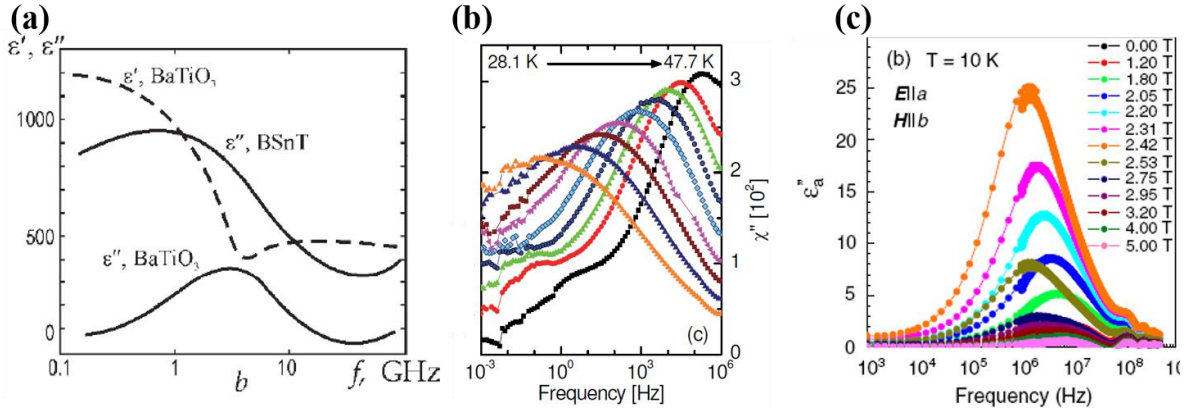 (a)
ε′, ε″
ε′, BaTiO₃
1000
ε″, BSnT
500
ε″, BaTiO₃
0
0.1 1 10 f, GHz
b
(b)
28.1 K 47.7 K
3
2
1
0
χ" [10²]
(c)
10⁻³ 10⁰ 10³ 10⁶
Frequency [Hz]
(c)
(b) T = 10 K
E||a
H||b
25
20
15
10
5
0
εₐ"
0.00 T
1.20 T
1.80 T
2.05 T
2.20 T
2.31 T
2.42 T
2.53 T
2.75 T
2.95 T
3.20 T
4.00 T
5.00 T
10³ 10⁴ 10⁵ 10⁶ 10⁷ 10⁸
Frequency (Hz)